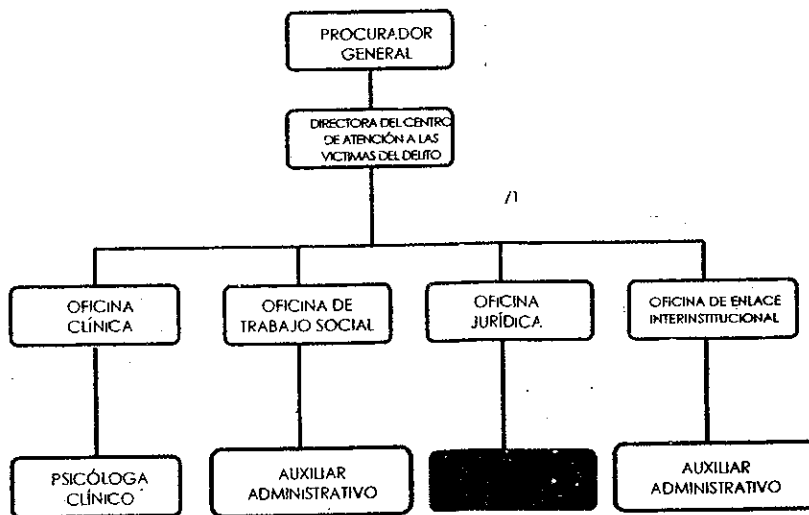 PROCURADOR
GENERAL
DIRECTORA DEL CENTRO
DE ATENCIÓN A LAS
VICTIMAS DEL DELITO
/1
OFICINA
CLÍNICA
OFICINA DE
TRABAJO SOCIAL
OFICINA
JURÍDICA
OFICINA DE ENLACE
INTERINSTITUCIONAL
PSICÓLOGA
CLÍNICO
AUXILIAR
ADMINISTRATIVO
AUXILIAR
ADMINISTRATIVO